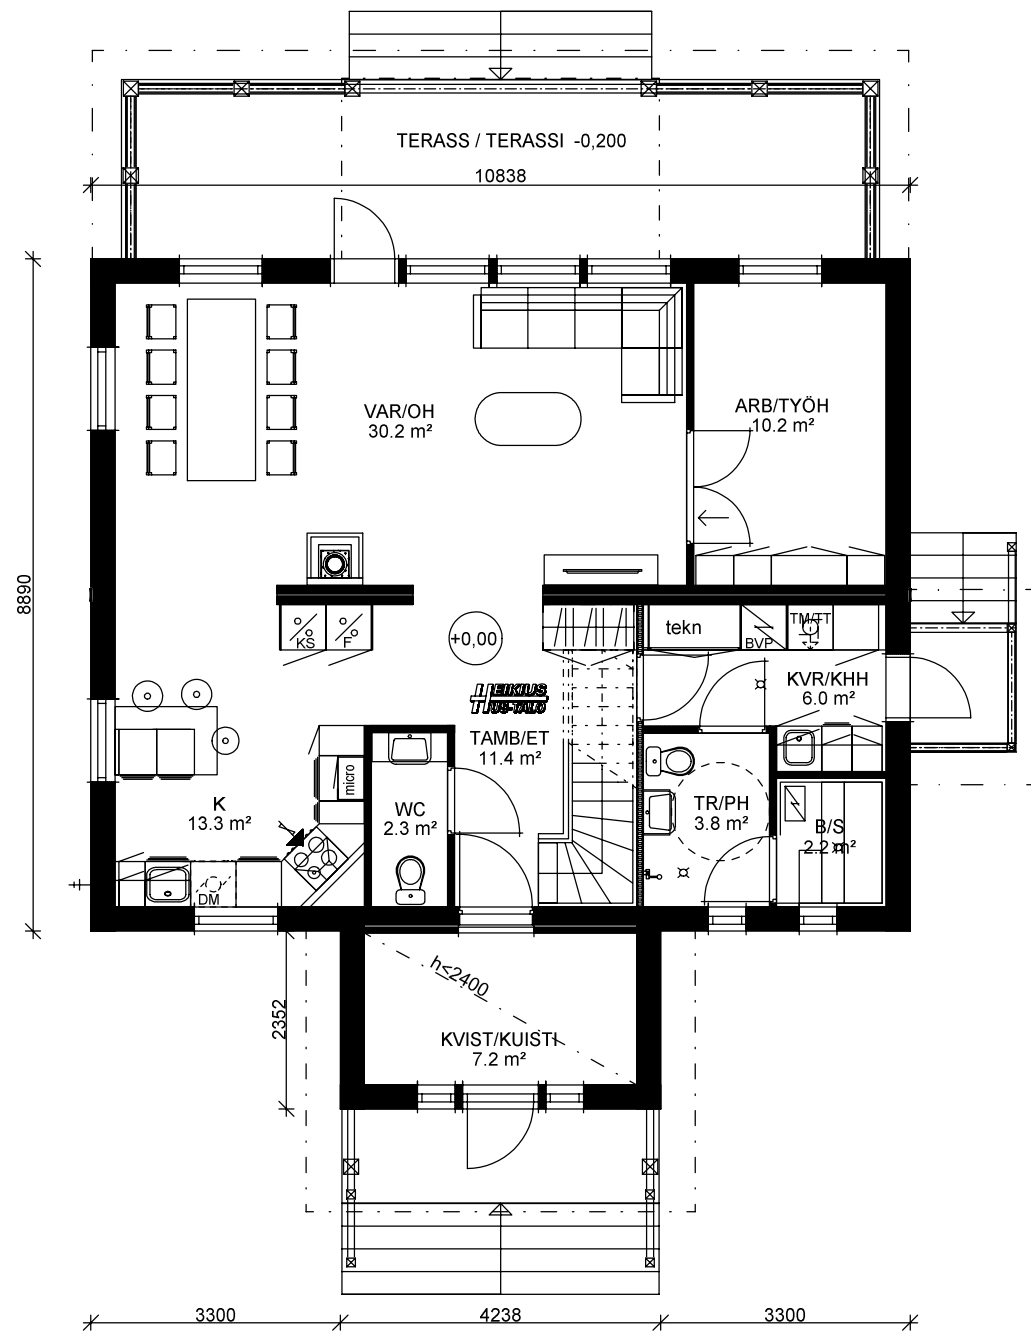 TERASS / TERASSI -0,200
10838
VAR/OH
30.2 m²
ARB/TYÖH
10.2 m²
8890
KS
F
+0,00
tekn
BVP
TM/TT
KVR/KHH
6.0 m²
HEIKIUS
HUS-TALO
TAMB/ET
11.4 m²
micro
K
13.3 m²
WC
2.3 m²
TR/PH
3.8 m²
B/S
2.2 m²
DM
h<2400
2352
KVIST/KUISTI
7.2 m²
3300
4238
3300